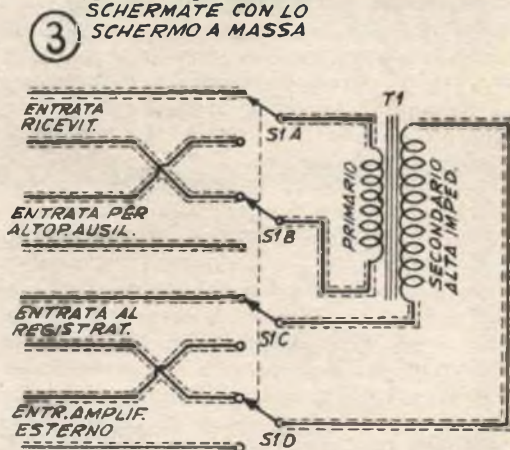 SCHERMATE CON LO
SCHERMO A MASSA
3
T1
ENTRATA
RICEVIT.
S1A
PRIMARIO
SECONDARIO
ALTA IMPED.
ENTRATA PER
ALTOP. AUSIL.
S1B
ENTRATA AL
REGISTRAT.
S1C
ENTR. AMPLIF.
ESTERNO
S1D